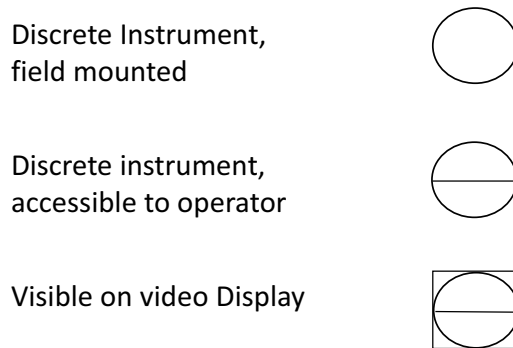 Discrete Instrument,
field mounted
Discrete instrument,
accessible to operator
Visible on video Display